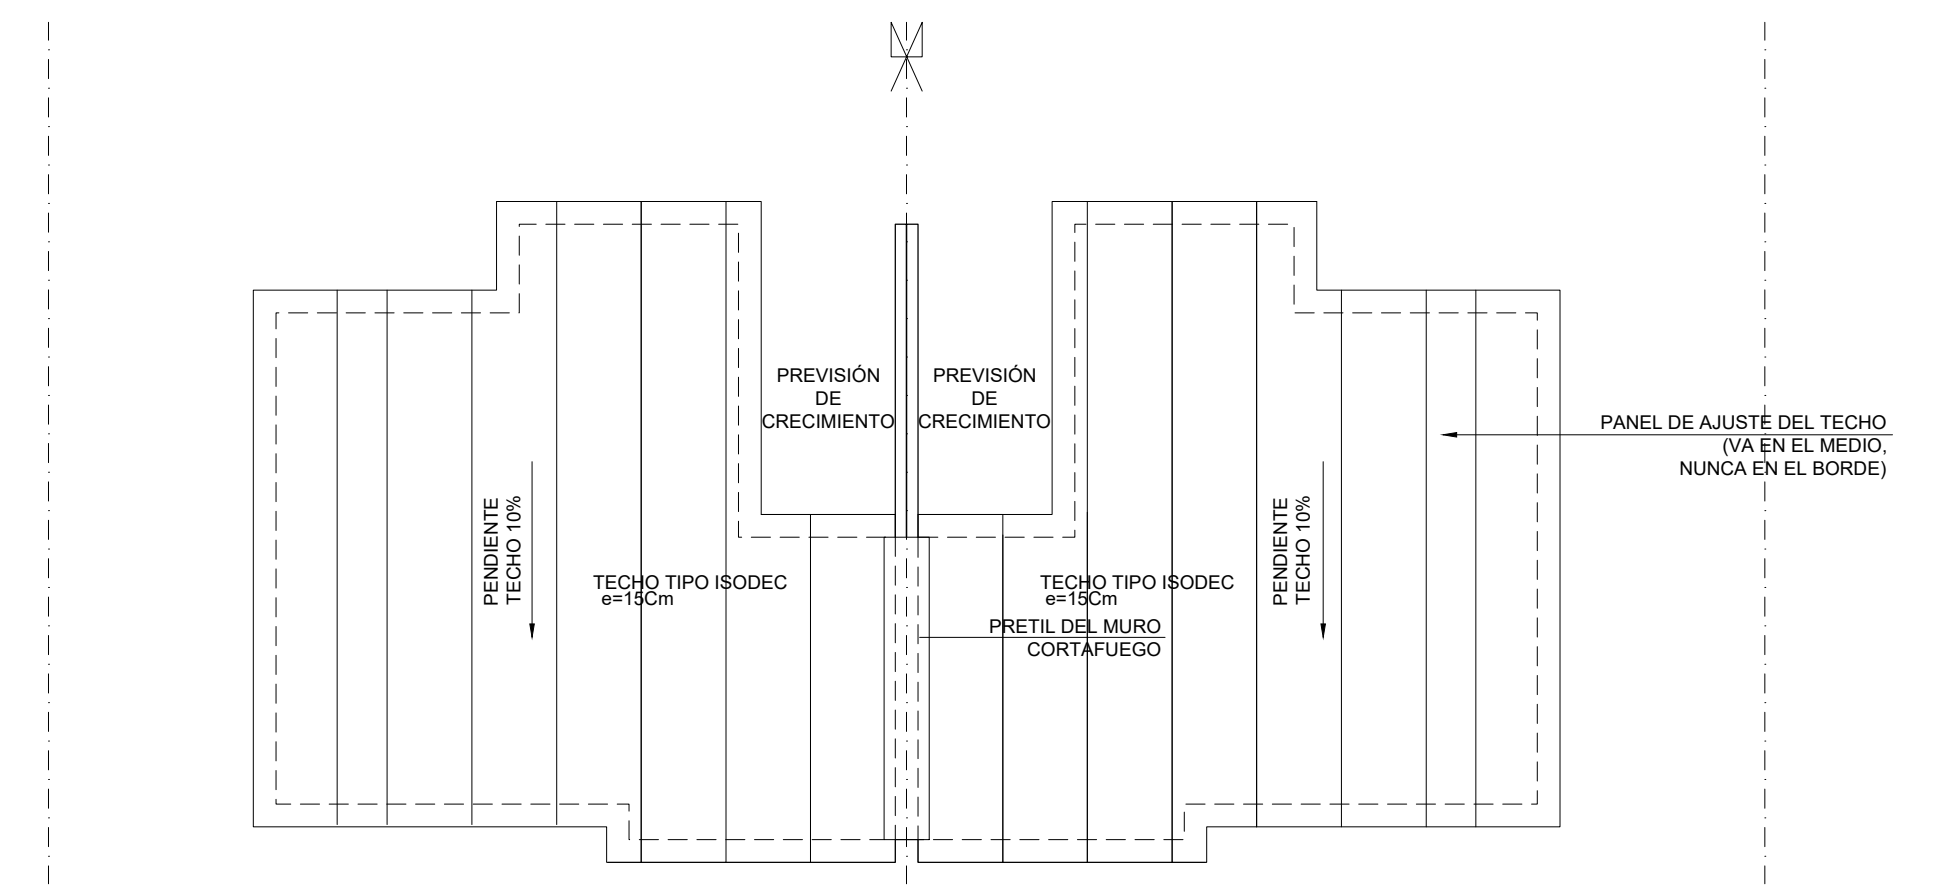 PREVISIÓN
DE
CRECIMIENTO
PREVISIÓN
DE
CRECIMIENTO
PANEL DE AJUSTE DEL TECHO
(VA EN EL MEDIO,
NUNCA EN EL BORDE)
PENDIENTE
TECHO 10%
TECHO TIPO ISODEC
e=15Cm
TECHO TIPO ISODEC
e=15Cm
PENDIENTE
TECHO 10%
PRETIL DEL MURO
CORTAFUEGO